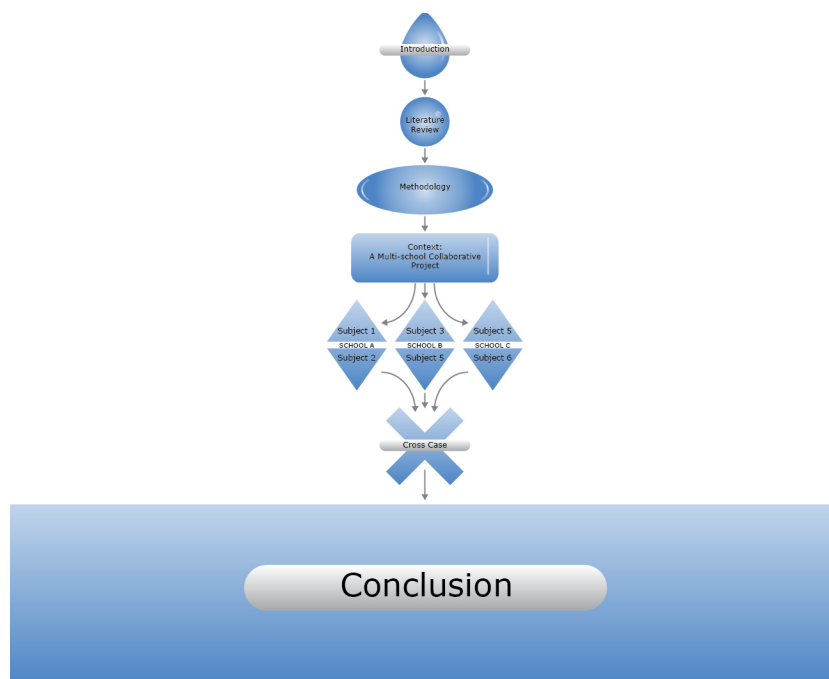 Introduction
Literature
Review
Methodology
Context:
A Multi-school Collaborative
Project
Subject 1
SCHOOL A
Subject 2
Subject 3
SCHOOL B
Subject 5
Subject 5
SCHOOL C
Subject 6
Cross Case
Conclusion